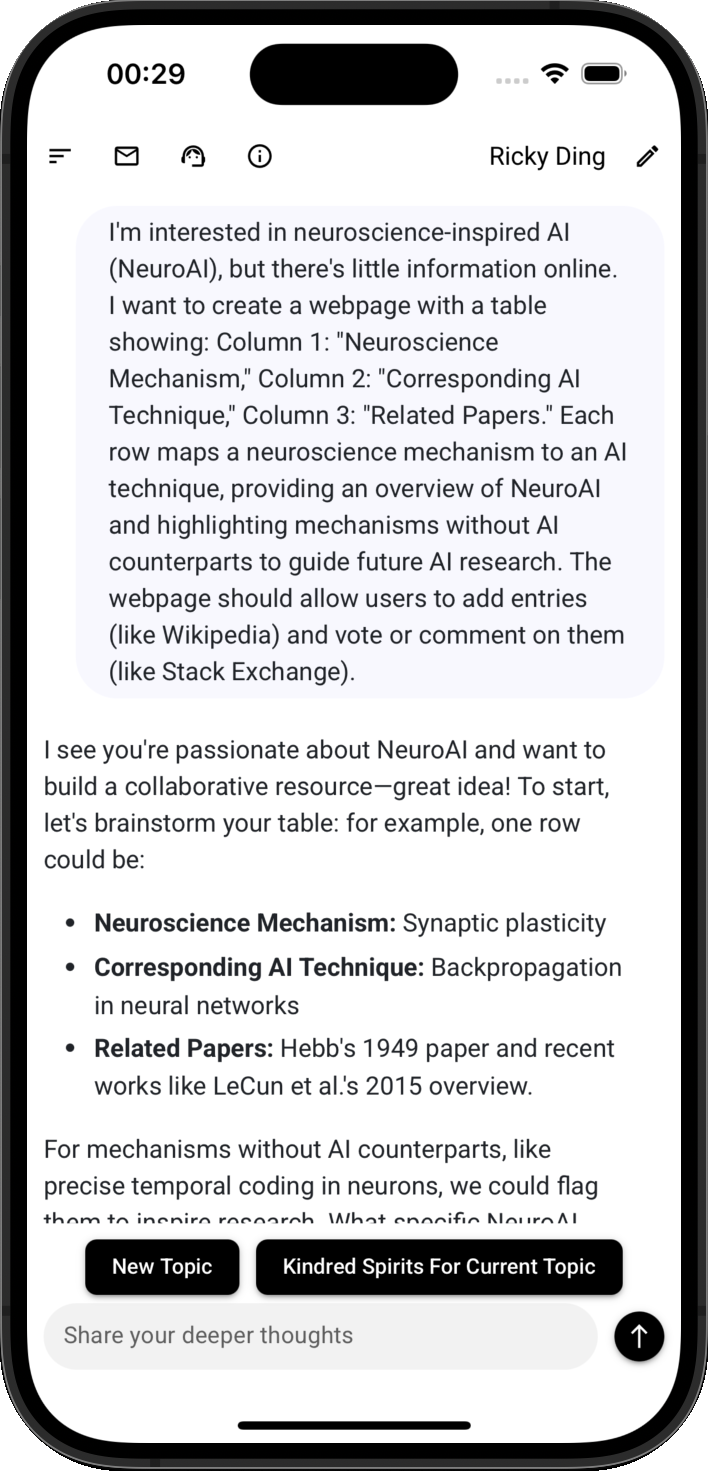 00:29
Ricky Ding
I'm interested in neuroscience-inspired AI
(NeuroAI), but there's little information online.
I want to create a webpage with a table
showing: Column 1: "Neuroscience
Mechanism," Column 2: "Corresponding AI
Technique," Column 3: "Related Papers." Each
row maps a neuroscience mechanism to an AI
technique, providing an overview of NeuroAI
and highlighting mechanisms without AI
counterparts to guide future AI research. The
webpage should allow users to add entries
(like Wikipedia) and vote or comment on them
(like Stack Exchange).
I see you're passionate about NeuroAI and want to
build a collaborative resource—great idea! To start,
let's brainstorm your table: for example, one row
could be:
• Neuroscience Mechanism: Synaptic plasticity
• Corresponding AI Technique: Backpropagation
in neural networks
• Related Papers: Hebb's 1949 paper and recent
works like LeCun et al.'s 2015 overview.
For mechanisms without AI counterparts, like
precise temporal coding in neurons, we could flag
them to inspire research. What specific NeuroAI
New Topic
Kindred Spirits For Current Topic
Share your deeper thoughts